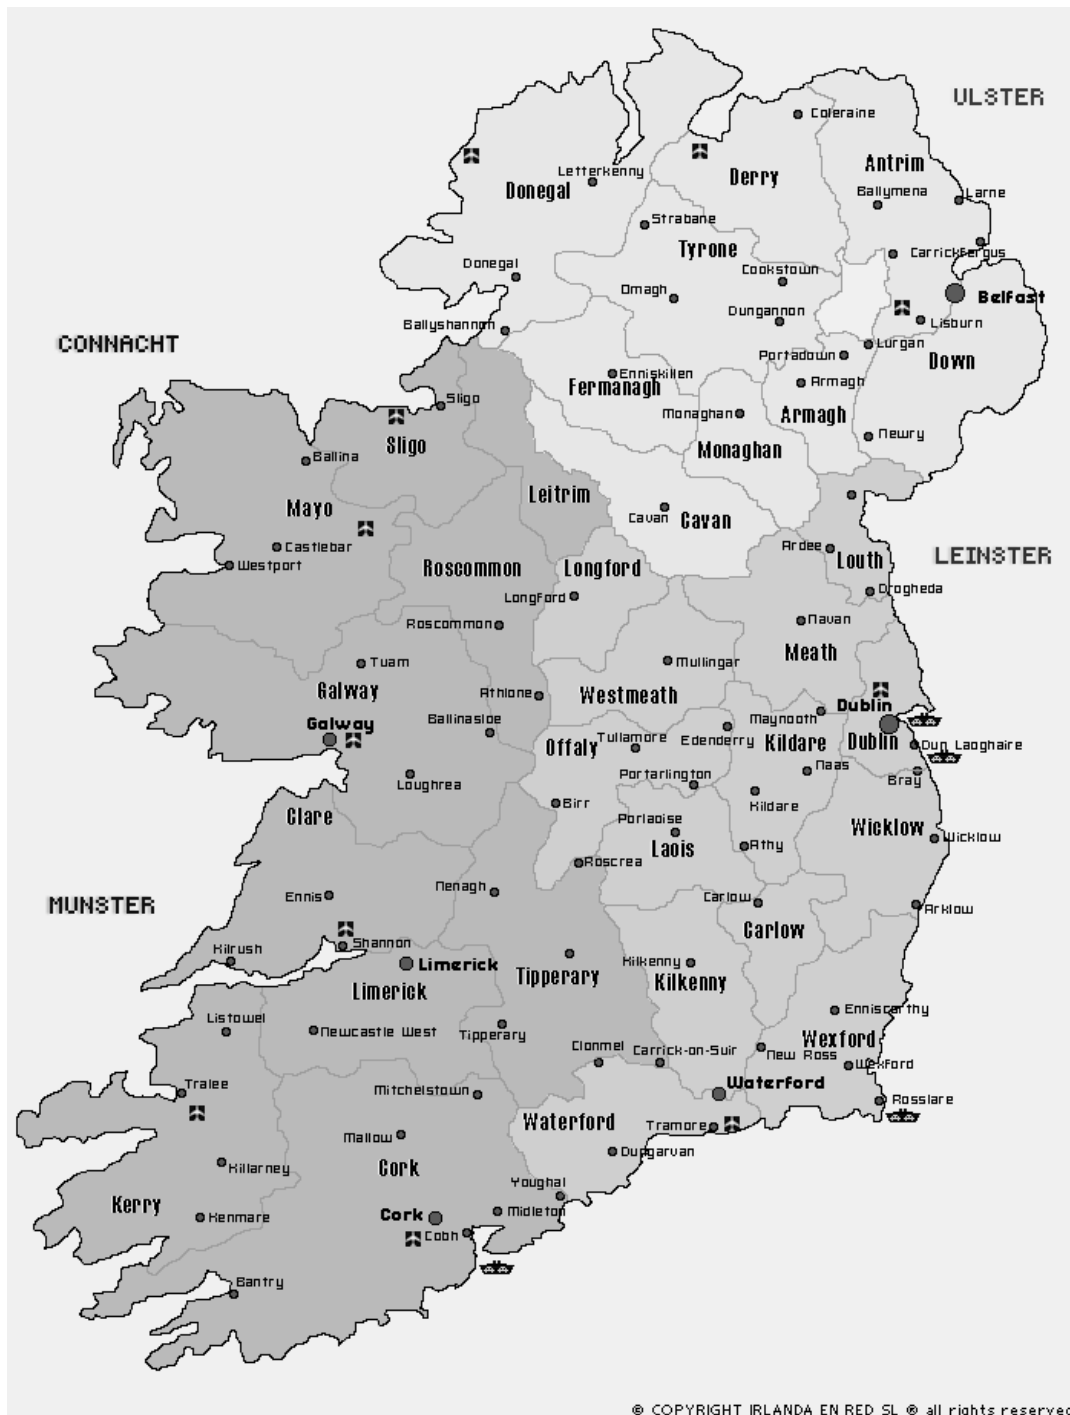 ULSTER
Coleraine
Antrim
Derry
Letterkenny
Donegal
Ballymena
Larne
Strabane
Tyrone
Carrickfergus
Donegal
Cookstown
Omagh
Belfast
Dungannon
Lisburn
Ballyshannon
CONNACHT
Lurgan
Portadown
Down
Enniskillen
Fermanagh
Armagh
Sligo
Monaghan
Armagh
Newry
Sligo
Monaghan
Ballina
Leitrim
Mayo
Cavan
Cavan
Castlebar
Ardee
LEINSTER
Louth
Westport
Roscommon
Longford
Drogheda
Longford
Roscommon
Navan
Meath
Tuam
Mullingar
Galway
Athlone
Westmeath
Dublin
Galway
Ballinasloe
Maynooth
Offaly
Tullamore
Edenderry
Kildare
Dublin
Dun Laoghaire
Naas
Portarlington
Bray
Loughrea
Kildare
Birr
Clare
Porlaoise
Wicklow
Wicklow
Laois
Athy
Roscrea
Ennis
Nenagh
Carlow
MUNSTER
Arklow
Carlow
Shannon
Kilrush
Limerick
Kilkenny
Tipperary
Kilkenny
Limerick
Enniscorthy
Listowel
Newcastle West
Tipperary
Wexford
Clonmel
Carrick-on-Suir
New Ross
Wexford
Tralee
Mitchelstown
Waterford
Rosslare
Waterford
Tramore
Mallow
Dungarvan
Killarney
Cork
Youghal
Kerry
Kenmare
Cork
Midleton
Cobh
Bantry
© COPYRIGHT IRLANDA EN RED SL ® all rights reserved